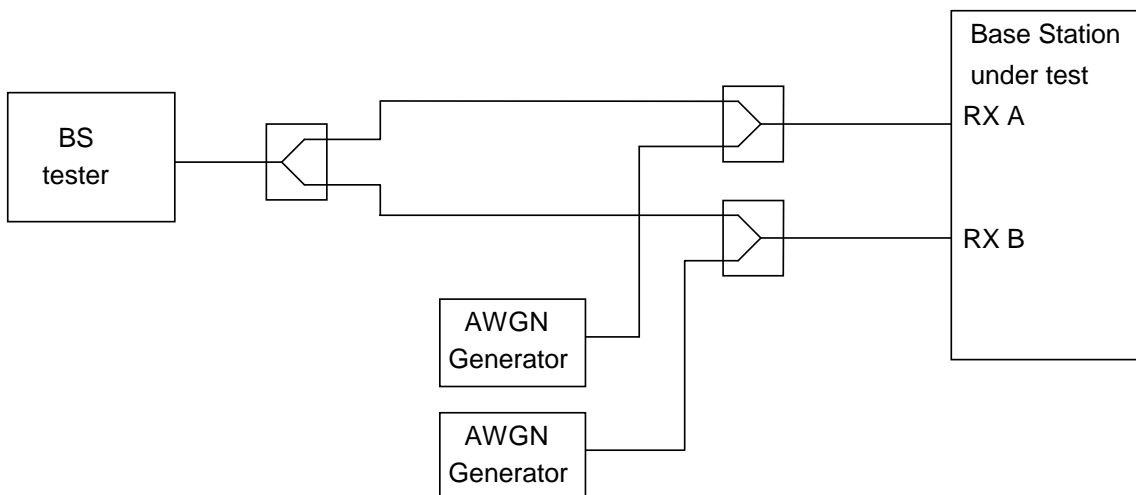 Base Station
under test
RX A
BS
tester
RX B
AWGN
Generator
AWGN
Generator